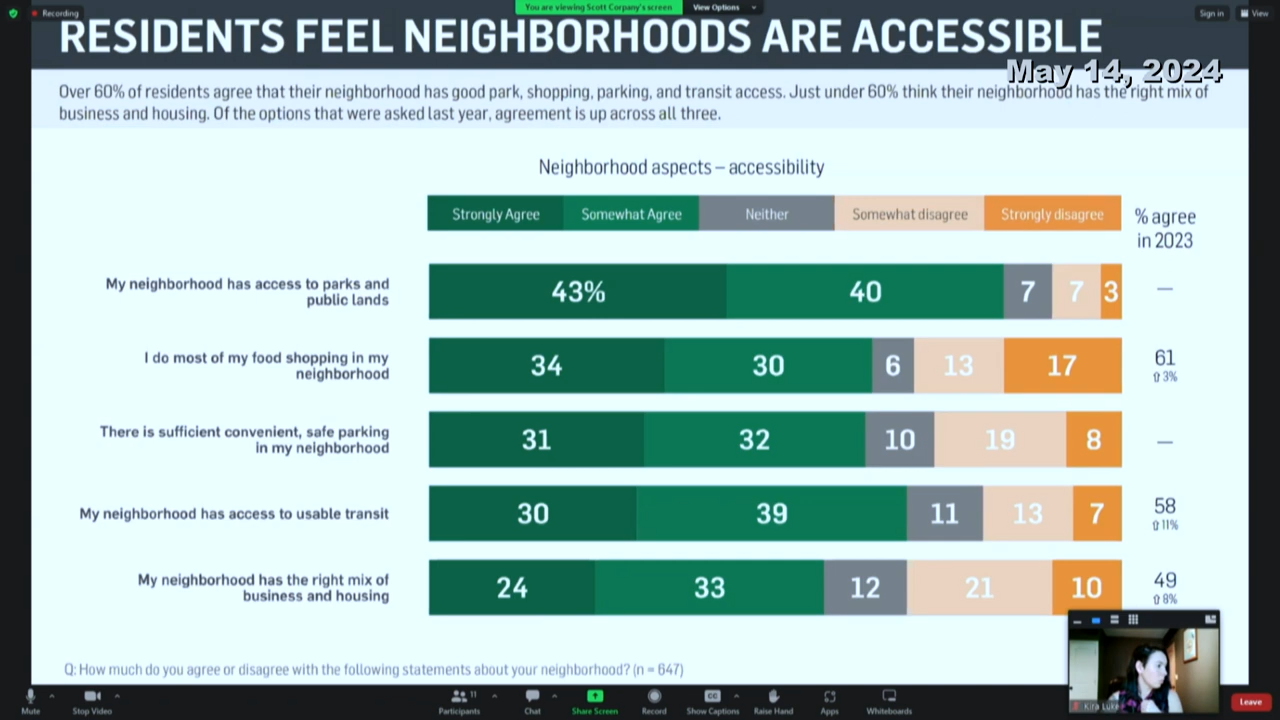 Recording
You are viewing Scott Corpany's screen
View Options
Sign in
View
RESIDENTS FEEL NEIGHBORHOODS ARE ACCESSIBLE
May 14, 2024
Over 60% of residents agree that their neighborhood has good park, shopping, parking, and transit access. Just under 60% think their neighborhood has the right mix of
business and housing. Of the options that were asked last year, agreement is up across all three.
Neighborhood aspects – accessibility
Strongly Agree Somewhat Agree Neither Somewhat disagree Strongly disagree
% agree
in 2023
My neighborhood has access to parks and
public lands
43% 40 7 7 3 —
I do most of my food shopping in my
neighborhood
34 30 6 13 17 61
⇧3%
There is sufficient convenient, safe parking
in my neighborhood
31 32 10 19 8 —
My neighborhood has access to usable transit
30 39 11 13 7 58
⇧11%
My neighborhood has the right mix of
business and housing
24 33 12 21 10 49
⇧8%
Q: How much do you agree or disagree with the following statements about your neighborhood? (n = 647)
Kira Luke
Mute
Stop Video
Participants 11
Chat
Share Screen
Record
CC
Show Captions
Raise Hand
Apps
Whiteboards
Leave